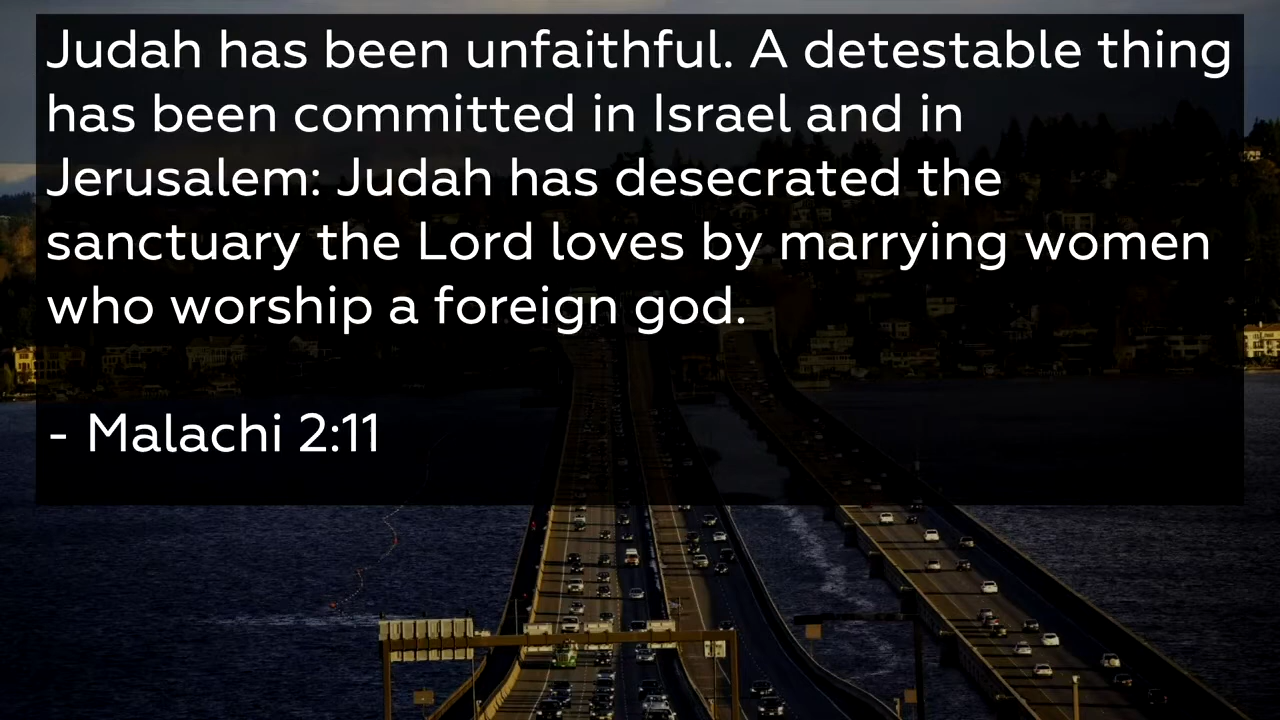 Judah has been unfaithful. A detestable thing
has been committed in Israel and in
Jerusalem: Judah has desecrated the
sanctuary the Lord loves by marrying women
who worship a foreign god.
- Malachi 2:11